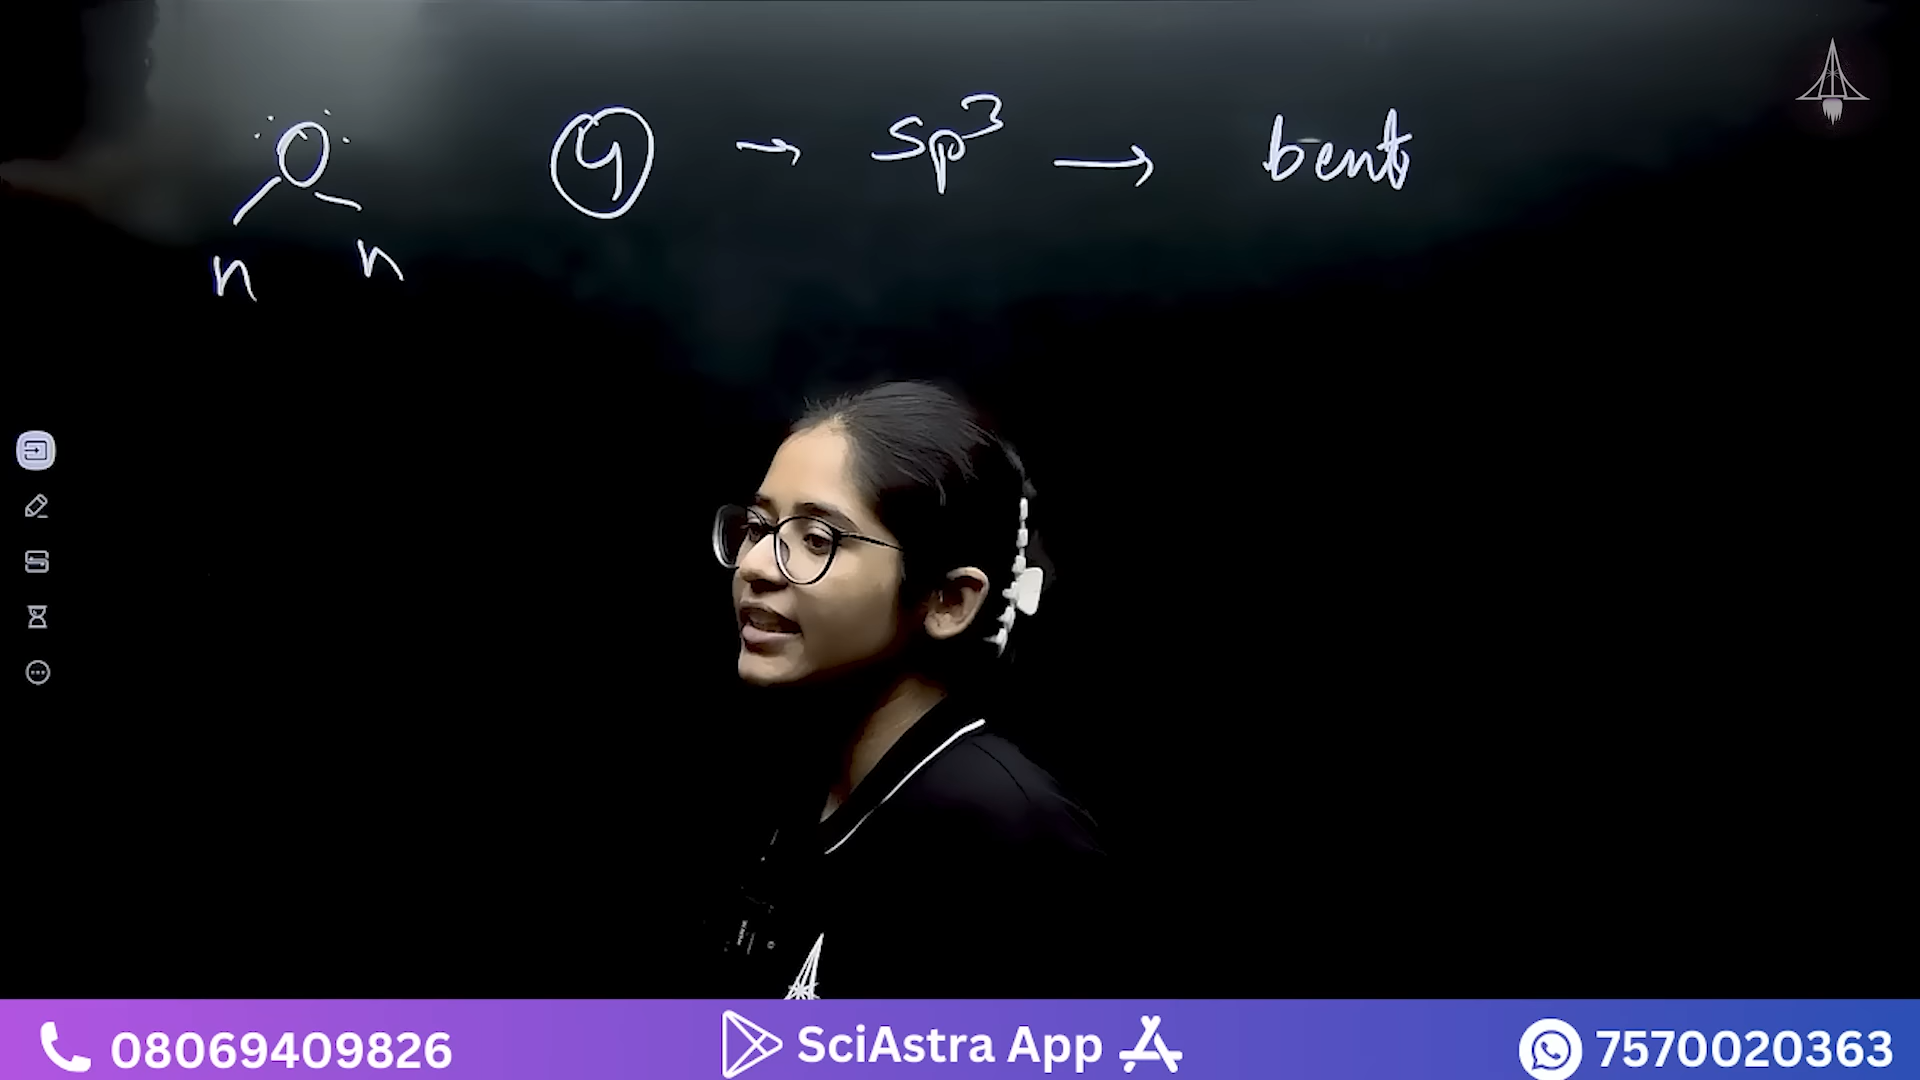 O 4 → sp³ → bent
n n
08069409826 SciAstra App 7570020363